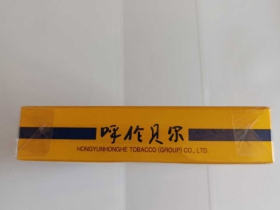 呼伦贝尔
HONGYUNHONGHE TOBACCO (GROUP) CO., LTD.